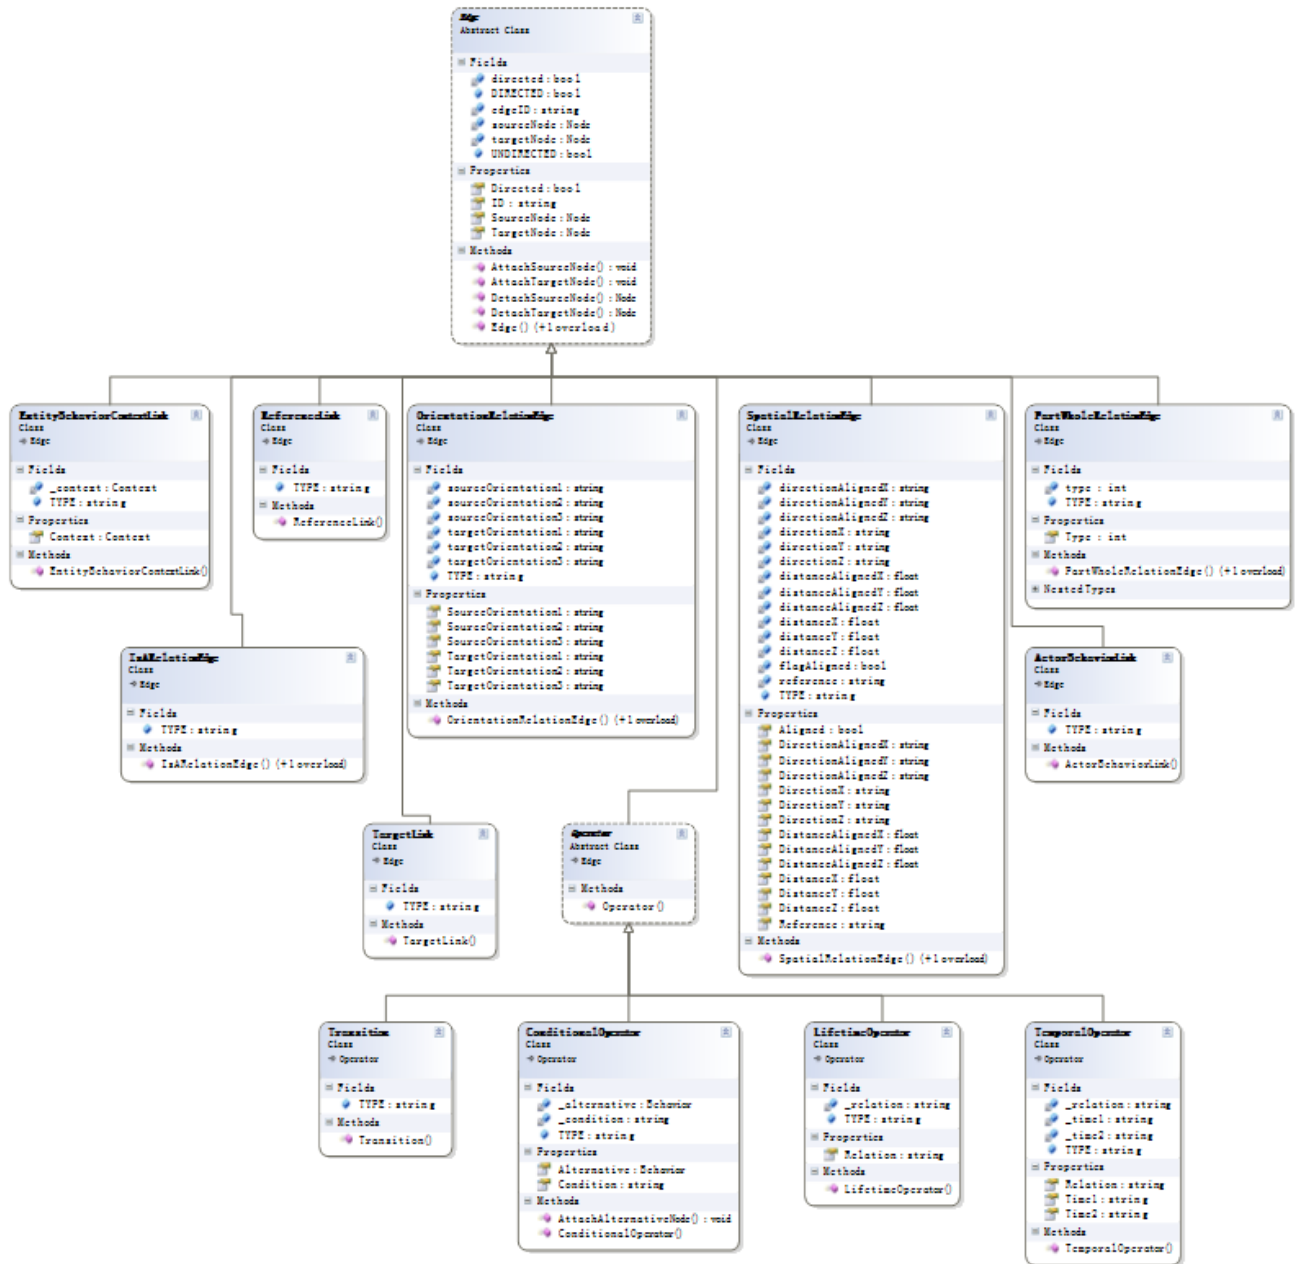 Edge
Abstract Class
Fields
directed : bool
DIRECTED : bool
edgeID : string
sourceNode : Node
targetNode : Node
UNDIRECTED : bool
Properties
Directed : bool
ID : string
SourceNode : Node
TargetNode : Node
Methods
AttachSourceNode() : void
AttachTargetNode() : void
DetachSourceNode() : Node
DetachTargetNode() : Node
Edge() (+1 overload)
EntityBehaviorContextLink
Class
Edge
Fields
_context : Context
TYPE : string
Properties
Context : Context
Methods
EntityBehaviorContextLink()
ReferenceLink
Class
Edge
Fields
TYPE : string
Methods
ReferenceLink()
OrientationRelationEdge
Class
Edge
Fields
sourceOrientation1 : string
sourceOrientation2 : string
sourceOrientation3 : string
targetOrientation1 : string
targetOrientation2 : string
targetOrientation3 : string
TYPE : string
Properties
SourceOrientation1 : string
SourceOrientation2 : string
SourceOrientation3 : string
TargetOrientation1 : string
TargetOrientation2 : string
TargetOrientation3 : string
Methods
OrientationRelationEdge() (+1 overload)
SpatialRelationEdge
Class
Edge
Fields
directionAlignedX : string
directionAlignedY : string
directionAlignedZ : string
directionX : string
directionY : string
directionZ : string
distanceAlignedX : float
distanceAlignedY : float
distanceAlignedZ : float
distanceX : float
distanceY : float
distanceZ : float
flagAligned : bool
reference : string
TYPE : string
Properties
Aligned : bool
DirectionAlignedX : string
DirectionAlignedY : string
DirectionAlignedZ : string
DirectionX : string
DirectionY : string
DirectionZ : string
DistanceAlignedX : float
DistanceAlignedY : float
DistanceAlignedZ : float
DistanceX : float
DistanceY : float
DistanceZ : float
Reference : string
Methods
SpatialRelationEdge() (+1 overload)
PartWholeRelationEdge
Class
Edge
Fields
type : int
TYPE : string
Properties
Type : int
Methods
PartWholeRelationEdge() (+1 overload)
Nested Types
IsARelationEdge
Class
Edge
Fields
TYPE : string
Methods
IsARelationEdge() (+1 overload)
ActorBehaviorLink
Class
Edge
Fields
TYPE : string
Methods
ActorBehaviorLink()
TargetLink
Class
Edge
Fields
TYPE : string
Methods
TargetLink()
Operator
Abstract Class
Edge
Methods
Operator()
Transition
Class
Operator
Fields
TYPE : string
Methods
Transition()
ConditionalOperator
Class
Operator
Fields
_alternative : Behavior
_condition : string
TYPE : string
Properties
Alternative : Behavior
Condition : string
Methods
AttachAlternativeNode() : void
ConditionalOperator()
LifetimeOperator
Class
Operator
Fields
_relation : string
TYPE : string
Properties
Relation : string
Methods
LifetimeOperator()
TemporalOperator
Class
Operator
Fields
_relation : string
_time1 : string
_time2 : string
TYPE : string
Properties
Relation : string
Time1 : string
Time2 : string
Methods
TemporalOperator()